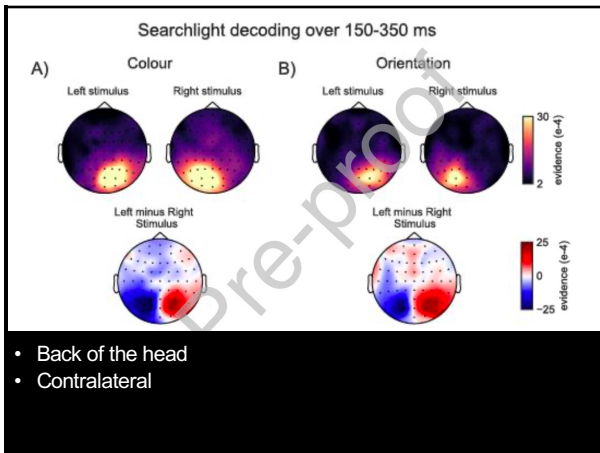 Searchlight decoding over 150-350 ms
A) Colour
B) Orientation
Left stimulus
Right stimulus
Left stimulus
Right stimulus
30
2
evidence (e-4)
Left minus Right
Stimulus
Left minus Right
Stimulus
25
0
-25
evidence (e-4)
Pre-proof
• Back of the head
• Contralateral